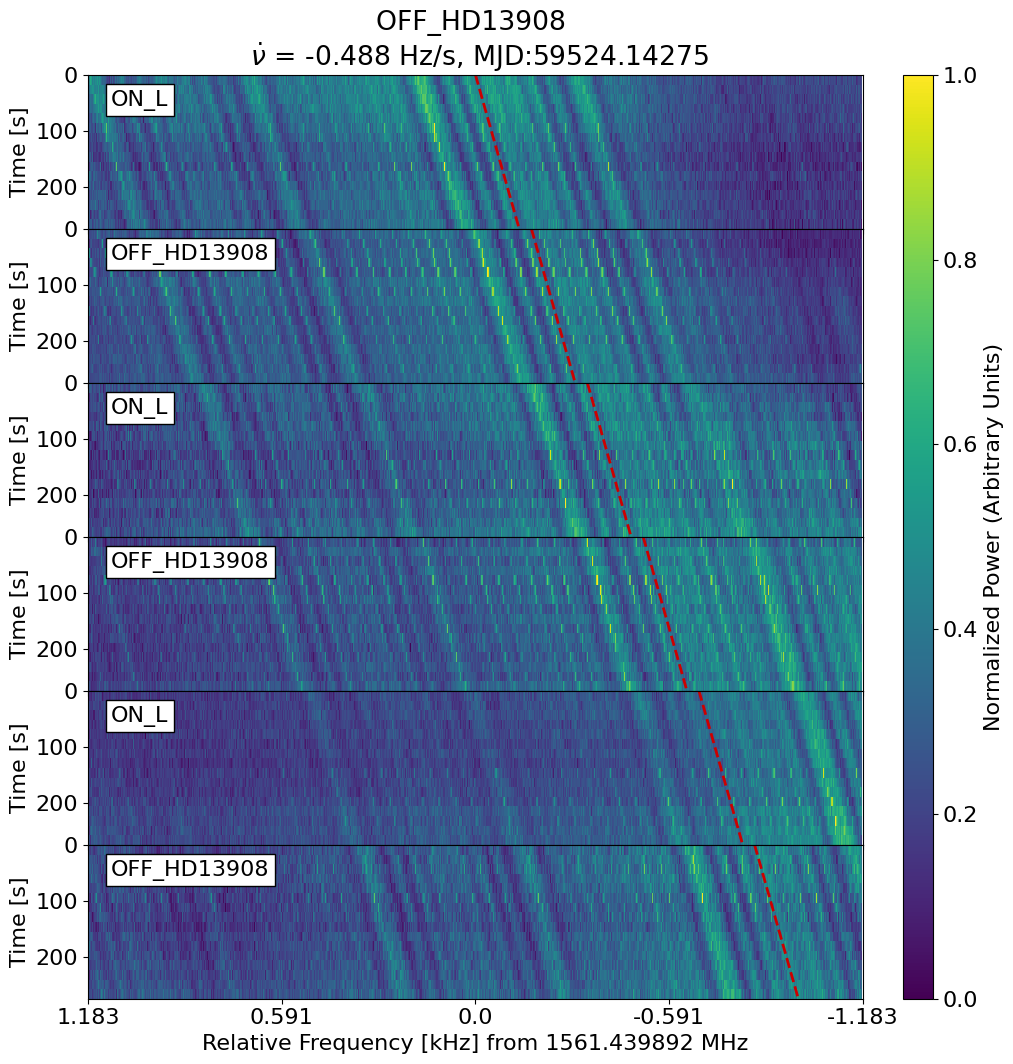 OFF_HD13908
ν̇ = -0.488 Hz/s, MJD:59524.14275
0
ON_L
100
Time [s]
200
0
OFF_HD13908
100
Time [s]
200
0
ON_L
100
Time [s]
200
0
OFF_HD13908
100
Time [s]
200
0
ON_L
100
Time [s]
200
0
OFF_HD13908
100
Time [s]
200
1.183 0.591 0.0 -0.591 -1.183
Relative Frequency [kHz] from 1561.439892 MHz
1.0
0.8
0.6
0.4
0.2
0.0
Normalized Power (Arbitrary Units)